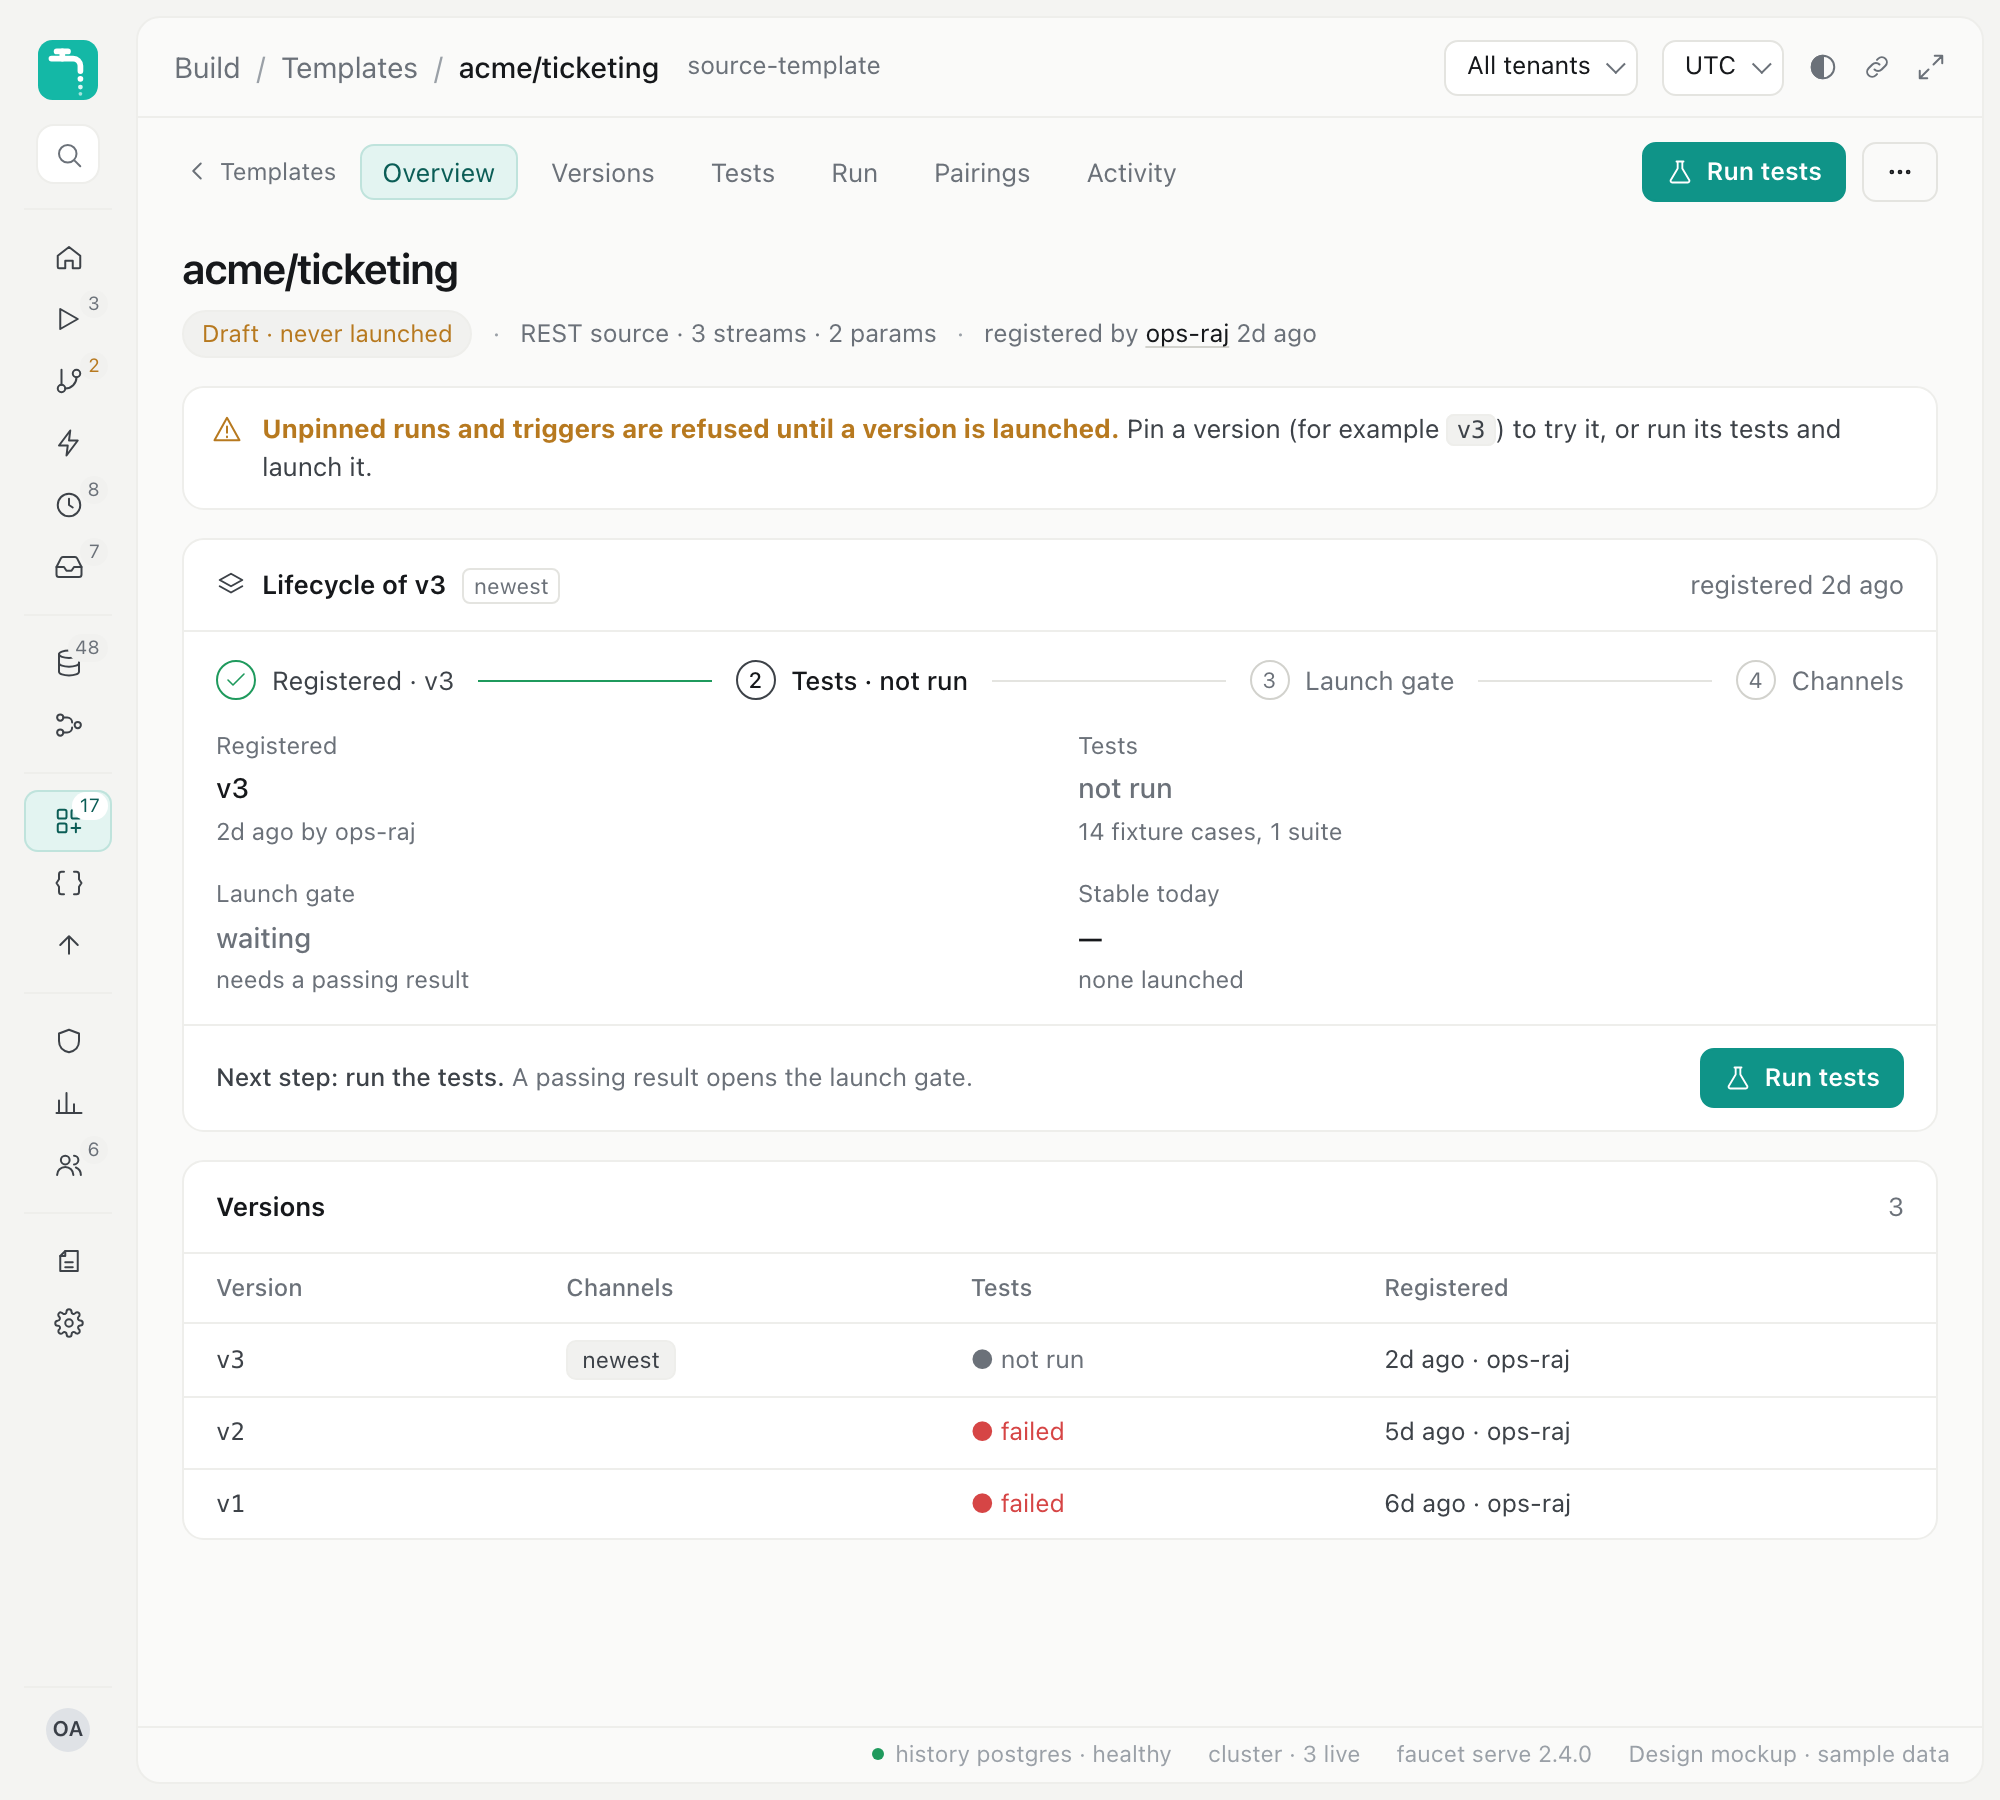 Build / Templates / acme/ticketing source-template
All tenants
UTC
Templates
Overview
Versions
Tests
Run
Pairings
Activity
Run tests
acme/ticketing
Draft · never launched · REST source · 3 streams · 2 params · registered by ops-raj 2d ago
Unpinned runs and triggers are refused until a version is launched. Pin a version (for example v3) to try it, or run its tests and
launch it.
Lifecycle of v3 newest
registered 2d ago
Registered · v3
2 Tests · not run
3 Launch gate
4 Channels
Registered
v3
2d ago by ops-raj
Tests
not run
14 fixture cases, 1 suite
Launch gate
waiting
needs a passing result
Stable today
—
none launched
Next step: run the tests. A passing result opens the launch gate.
Run tests
Versions
3
Version Channels Tests Registered
v3 newest not run 2d ago · ops-raj
v2 failed 5d ago · ops-raj
v1 failed 6d ago · ops-raj
3
2
8
7
48
17
6
OA
history postgres · healthy
cluster · 3 live
faucet serve 2.4.0
Design mockup · sample data